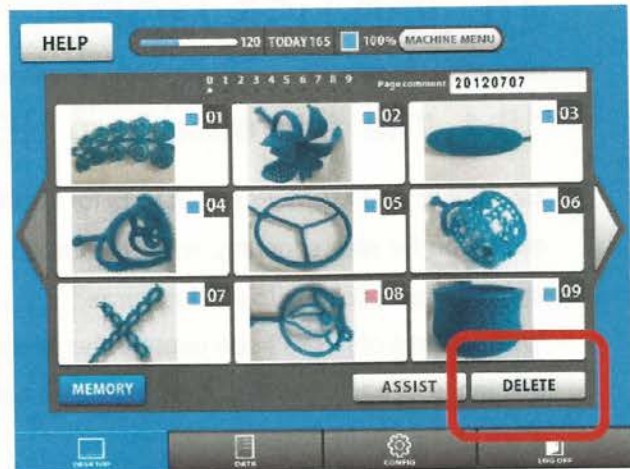 HELP
120 TODAY 165 100% MACHINE MENU
0 1 2 3 4 5 6 7 8 9 Page comment 20120707
01 02 03
04 05 06
07 08 09
MEMORY ASSIST DELETE
DESKTOP DATA CONFIG LOG OFF